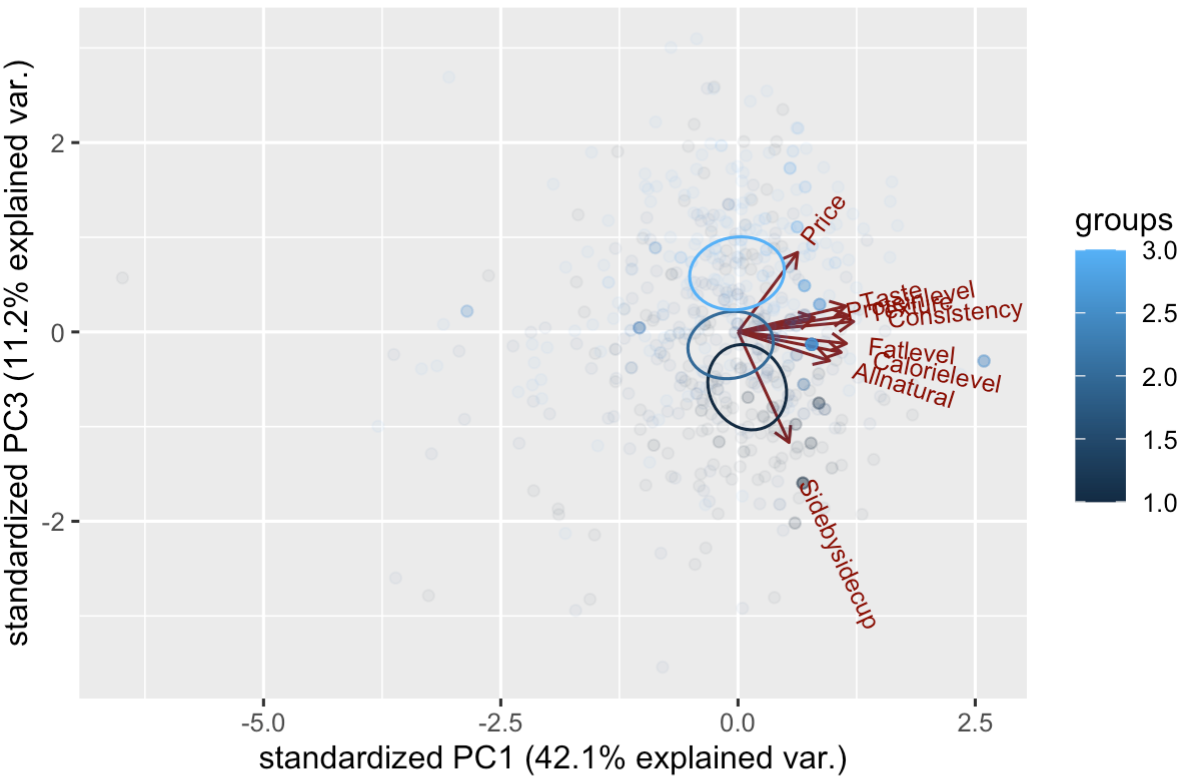 standardized PC3 (11.2% explained var.)
2
0
-2
Price
Taste
Proteinlevel
Texture
Consistency
Fatlevel
Calorielevel
Allnatural
Sidebysidecup
-5.0
-2.5
0.0
2.5
standardized PC1 (42.1% explained var.)
groups
3.0
2.5
2.0
1.5
1.0